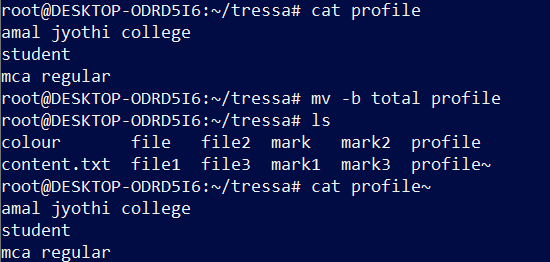 root@DESKTOP-ODRD5I6:~/tressa# cat profile
amal jyothi college
student
mca regular
root@DESKTOP-ODRD5I6:~/tressa# mv -b total profile
root@DESKTOP-ODRD5I6:~/tressa# ls
colour       file   file2  mark   mark2  profile
content.txt  file1  file3  mark1  mark3  profile~
root@DESKTOP-ODRD5I6:~/tressa# cat profile~
amal jyothi college
student
mca regular